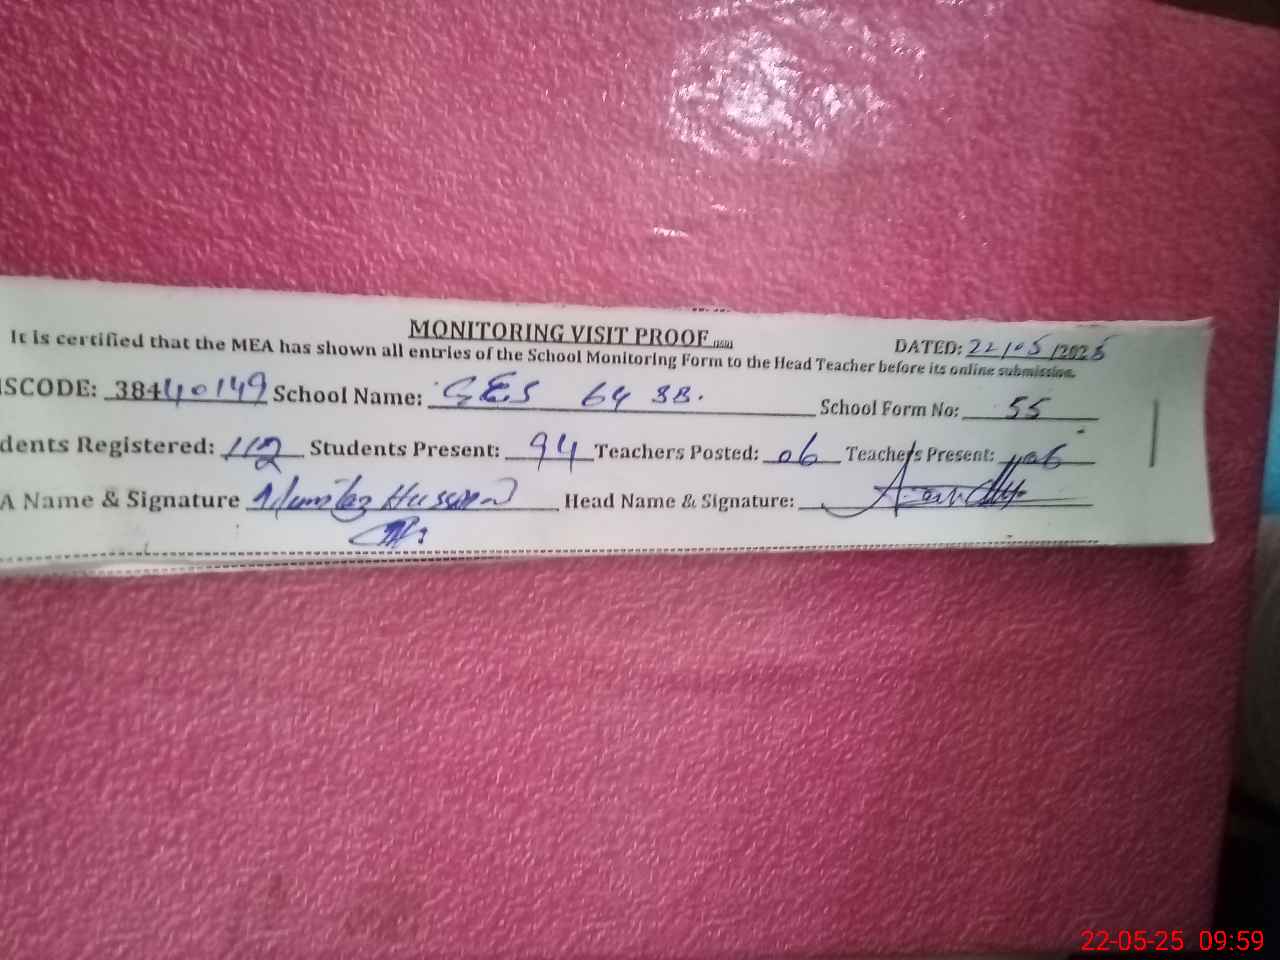 MONITORING VISIT PROOF
DATED: 22/05/2025
It is certified that the MEA has shown all entries of the School Monitoring Form to the Head Teacher before its online submission.
SCODE: 38440149 School Name: GES 64 SB. School Form No: 55
dents Registered: 112 Students Present: 94 Teachers Posted: 06 Teachers Present: 06
A Name & Signature Mumtaz Hussain Head Name & Signature:
22-05-25 09:59